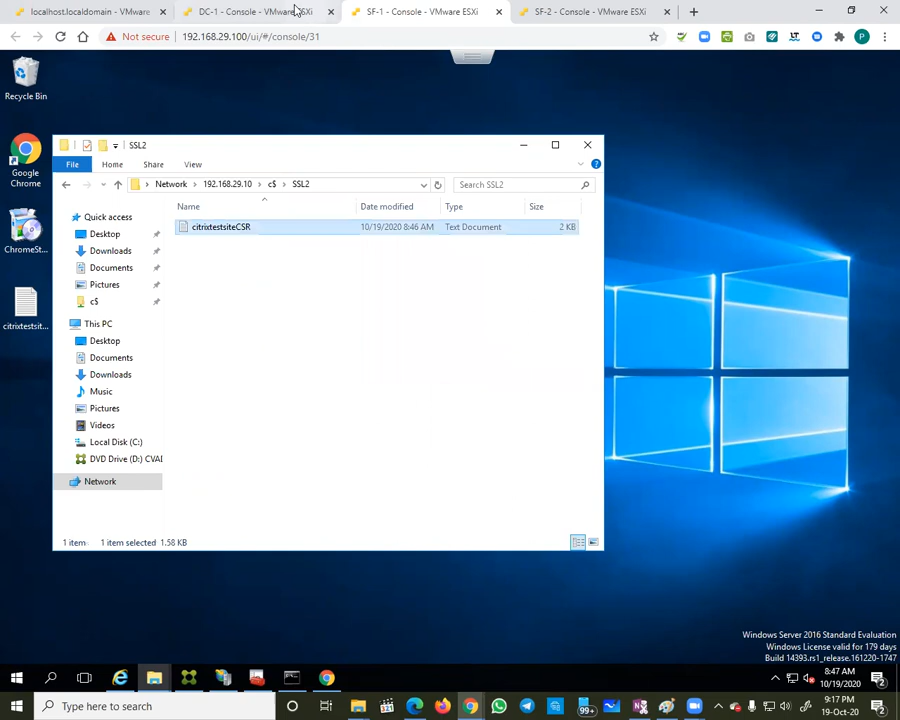 localhost.localdomain - VMware
DC-1 - Console - VMware ESXi
SF-1 - Console - VMware ESXi
SF-2 - Console - VMware ESXi
Not secure
192.168.29.100/ui/#/console/31
Recycle Bin
Google
Chrome
ChromeSt...
citrixtestsit...
SSL2
File
Home
Share
View
Network
192.168.29.10
c$
SSL2
Search SSL2
Name
Date modified
Type
Size
citrixtestsiteCSR
10/19/2020 8:46 AM
Text Document
2 KB
Quick access
Desktop
Downloads
Documents
Pictures
c$
This PC
Desktop
Documents
Downloads
Music
Pictures
Videos
Local Disk (C:)
DVD Drive (D:) CVAD
Network
1 item
1 item selected 1.58 KB
Windows Server 2016 Standard Evaluation
Windows License valid for 179 days
Build 14393.rs1_release.161220-1747
8:47 AM
10/19/2020
2
Type here to search
99+
9:17 PM
19-Oct-20
2